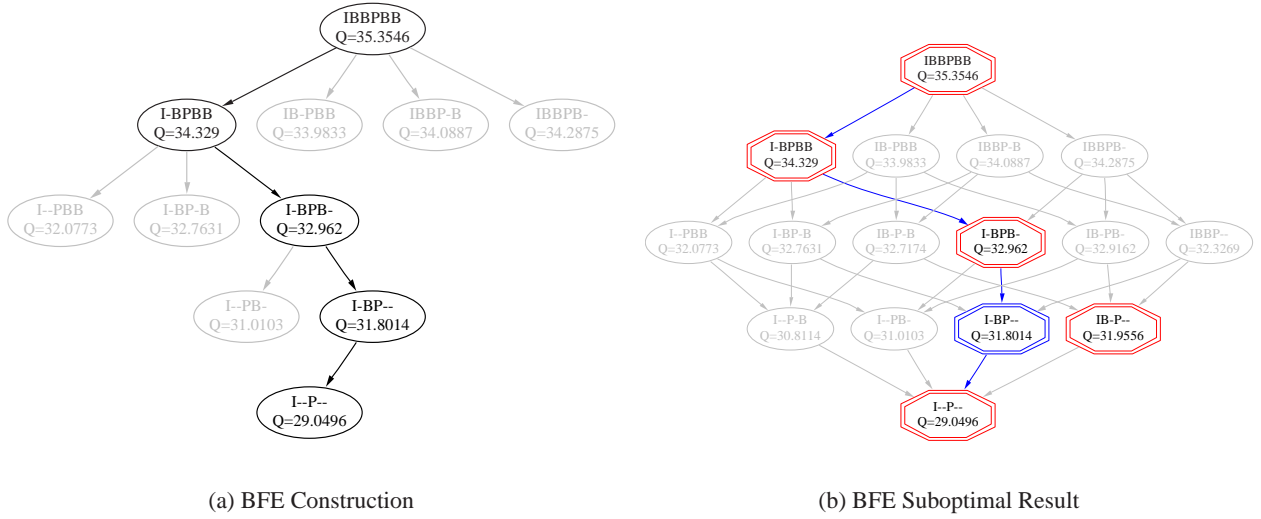 IBBPBB
Q=35.3546
I-BPBB
Q=34.329
IB-PBB
Q=33.9833
IBBP-B
Q=34.0887
IBBPB-
Q=34.2875
I--PBB
Q=32.0773
I-BP-B
Q=32.7631
I-BPB-
Q=32.962
I--PB-
Q=31.0103
I-BP--
Q=31.8014
I--P--
Q=29.0496
(a) BFE Construction
IBBPBB
Q=35.3546
I-BPBB
Q=34.329
IB-PBB
Q=33.9833
IBBP-B
Q=34.0887
IBBPB-
Q=34.2875
I--PBB
Q=32.0773
I-BP-B
Q=32.7631
IB-P-B
Q=32.7174
I-BPB-
Q=32.962
IB-PB-
Q=32.9162
IBBP--
Q=32.3269
I--P-B
Q=30.8114
I--PB-
Q=31.0103
I-BP--
Q=31.8014
IB-P--
Q=31.9556
I--P--
Q=29.0496
(b) BFE Suboptimal Result